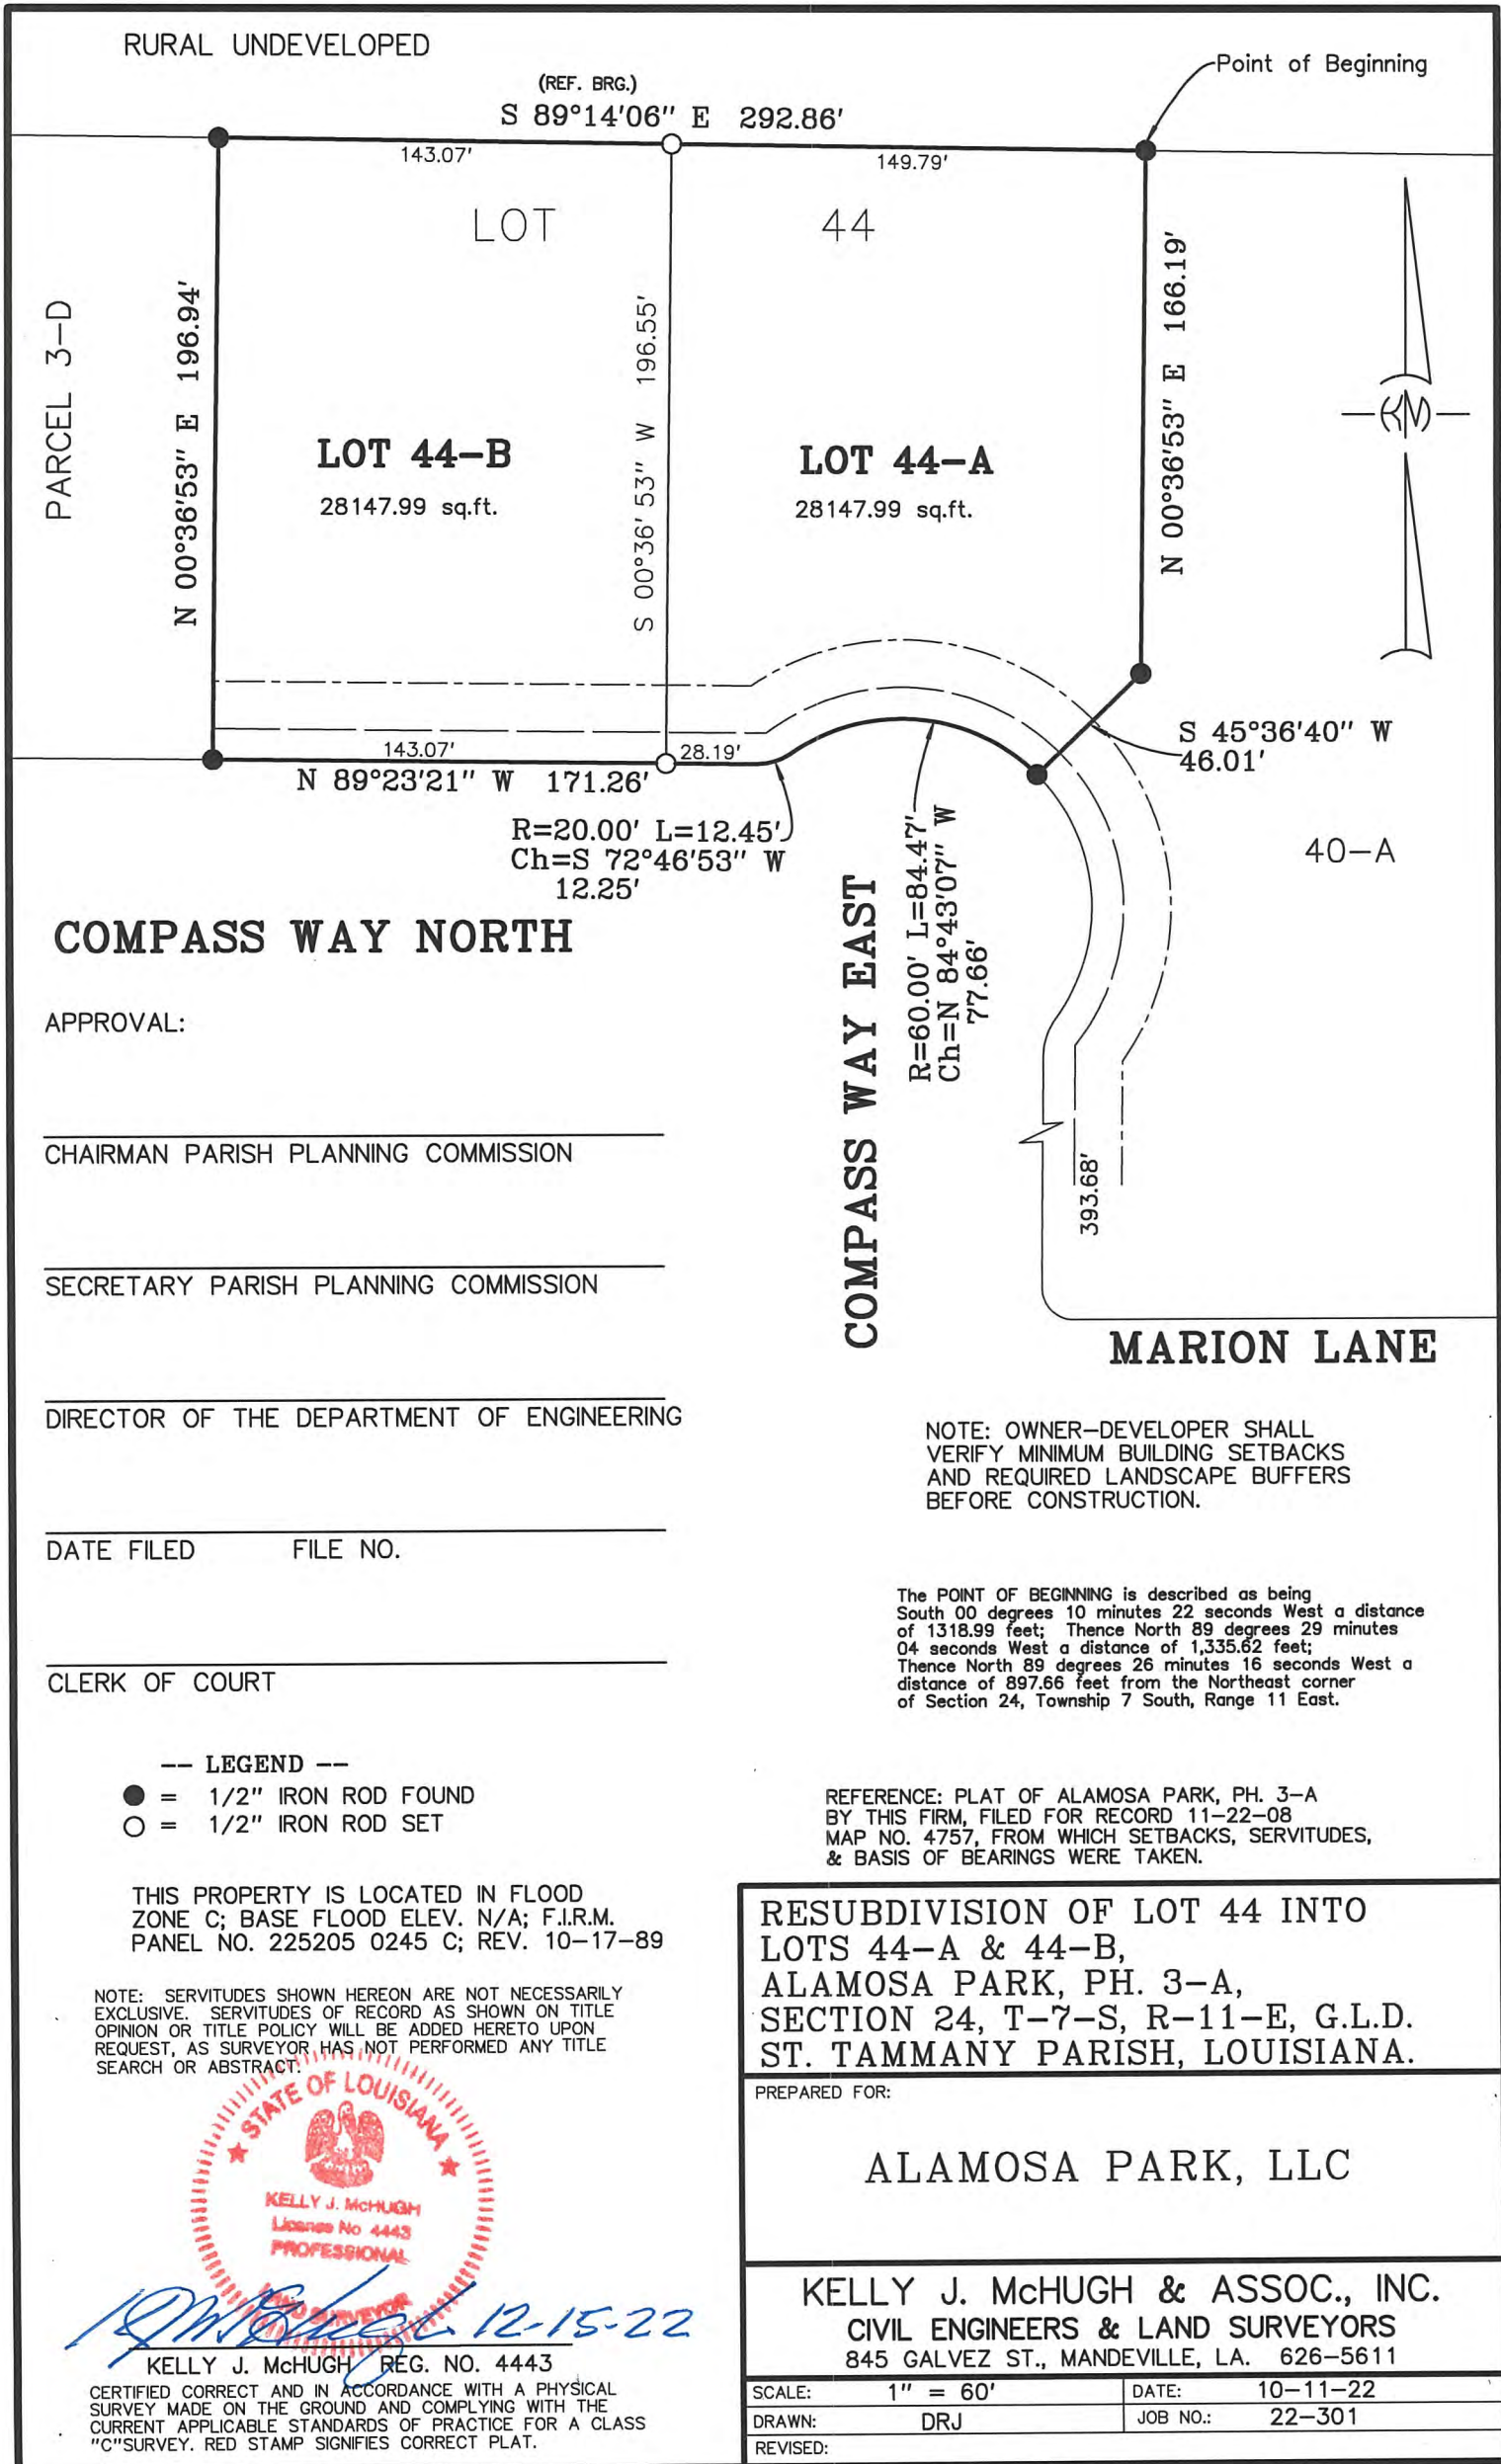 RURAL UNDEVELOPED
Point of Beginning
(REF. BRG.)
S 89°14'06" E 292.86'
143.07'
149.79'
LOT 44
PARCEL 3-D
N 00°36'53" E 196.94'
S 00°36'53" W 196.55'
N 00°36'53" E 166.19'
KM
LOT 44-B
28147.99 sq.ft.
LOT 44-A
28147.99 sq.ft.
143.07'
28.19'
N 89°23'21" W 171.26'
S 45°36'40" W
46.01'
R=20.00' L=12.45'
Ch=S 72°46'53" W
12.25'
R=60.00' L=84.47'
Ch=N 84°43'07" W
77.66'
40-A
COMPASS WAY NORTH
COMPASS WAY EAST
393.68'
MARION LANE
APPROVAL:
CHAIRMAN PARISH PLANNING COMMISSION
SECRETARY PARISH PLANNING COMMISSION
DIRECTOR OF THE DEPARTMENT OF ENGINEERING
DATE FILED FILE NO.
CLERK OF COURT
NOTE: OWNER-DEVELOPER SHALL
VERIFY MINIMUM BUILDING SETBACKS
AND REQUIRED LANDSCAPE BUFFERS
BEFORE CONSTRUCTION.
The POINT OF BEGINNING is described as being
South 00 degrees 10 minutes 22 seconds West a distance
of 1318.99 feet; Thence North 89 degrees 29 minutes
04 seconds West a distance of 1,335.62 feet;
Thence North 89 degrees 26 minutes 16 seconds West a
distance of 897.66 feet from the Northeast corner
of Section 24, Township 7 South, Range 11 East.
-- LEGEND --
= 1/2" IRON ROD FOUND
= 1/2" IRON ROD SET
REFERENCE: PLAT OF ALAMOSA PARK, PH. 3-A
BY THIS FIRM, FILED FOR RECORD 11-22-08
MAP NO. 4757, FROM WHICH SETBACKS, SERVITUDES,
& BASIS OF BEARINGS WERE TAKEN.
THIS PROPERTY IS LOCATED IN FLOOD
ZONE C; BASE FLOOD ELEV. N/A; F.I.R.M.
PANEL NO. 225205 0245 C; REV. 10-17-89
NOTE: SERVITUDES SHOWN HEREON ARE NOT NECESSARILY
EXCLUSIVE. SERVITUDES OF RECORD AS SHOWN ON TITLE
OPINION OR TITLE POLICY WILL BE ADDED HERETO UPON
REQUEST, AS SURVEYOR HAS NOT PERFORMED ANY TITLE
SEARCH OR ABSTRACT.
STATE OF LOUISIANA
KELLY J. McHUGH
License No 4443
PROFESSIONAL
LAND SURVEYOR
12-15-22
KELLY J. McHUGH REG. NO. 4443
CERTIFIED CORRECT AND IN ACCORDANCE WITH A PHYSICAL
SURVEY MADE ON THE GROUND AND COMPLYING WITH THE
CURRENT APPLICABLE STANDARDS OF PRACTICE FOR A CLASS
"C"SURVEY. RED STAMP SIGNIFIES CORRECT PLAT.
RESUBDIVISION OF LOT 44 INTO
LOTS 44-A & 44-B,
ALAMOSA PARK, PH. 3-A,
SECTION 24, T-7-S, R-11-E, G.L.D.
ST. TAMMANY PARISH, LOUISIANA.
PREPARED FOR:
ALAMOSA PARK, LLC
KELLY J. McHUGH & ASSOC., INC.
CIVIL ENGINEERS & LAND SURVEYORS
845 GALVEZ ST., MANDEVILLE, LA. 626-5611
SCALE: 1" = 60' DATE: 10-11-22
DRAWN: DRJ JOB NO.: 22-301
REVISED: